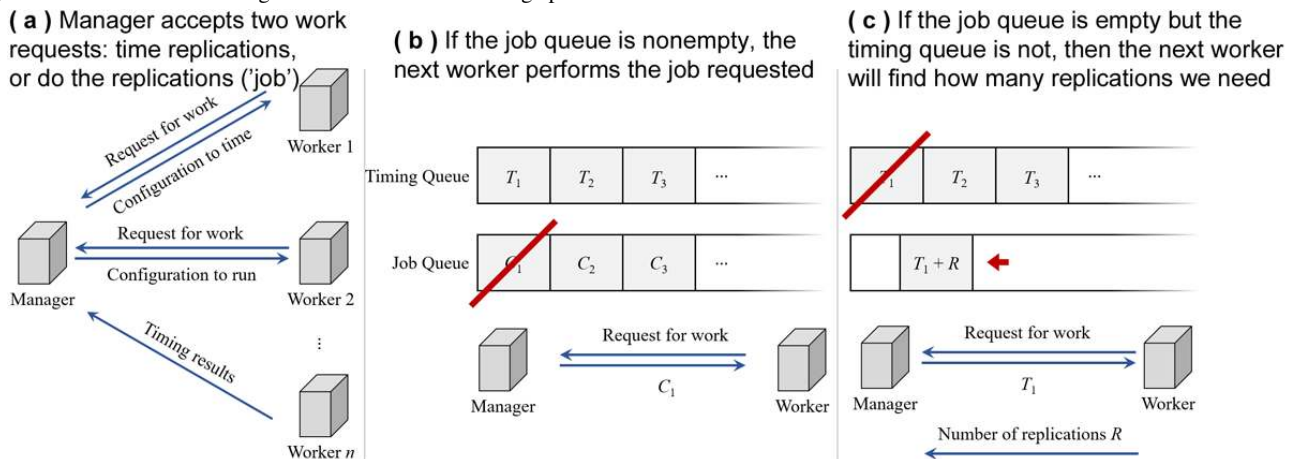 ( a ) Manager accepts two work
requests: time replications,
or do the replications ('job')
Request for work
Configuration to time
Worker 1
Request for work
Configuration to run
Manager
Worker 2
Timing results
⋮
Worker n
( b ) If the job queue is nonempty, the
next worker performs the job requested
Timing Queue T1 T2 T3 ...
Job Queue C1 C2 C3 ...
Request for work
C1
Manager Worker
( c ) If the job queue is empty but the
timing queue is not, then the next worker
will find how many replications we need
T1 T2 T3 ...
T1 + R
Request for work
T1
Manager Worker
Number of replications R